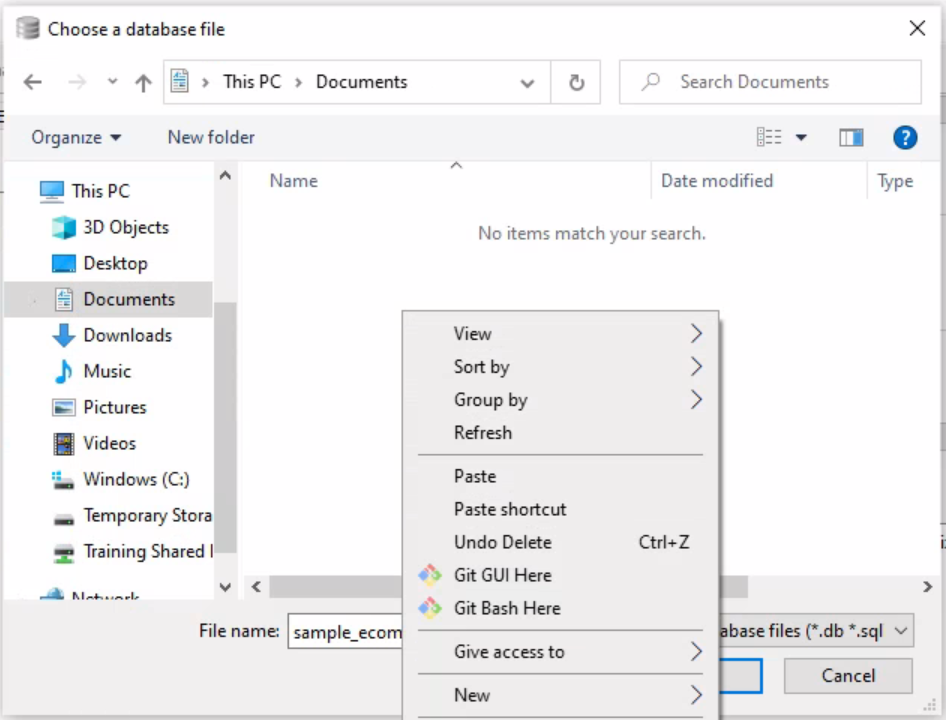 Choose a database file
This PC > Documents
Search Documents
Organize
New folder
?
This PC
3D Objects
Desktop
Documents
Downloads
Music
Pictures
Videos
Windows (C:)
Temporary Stora
Training Shared
Network
Name
Date modified
Type
No items match your search.
View
Sort by
Group by
Refresh
Paste
Paste shortcut
Undo Delete Ctrl+Z
Git GUI Here
Git Bash Here
Give access to
New
File name:
sample_ecom
abase files (*.db *.sql
Cancel